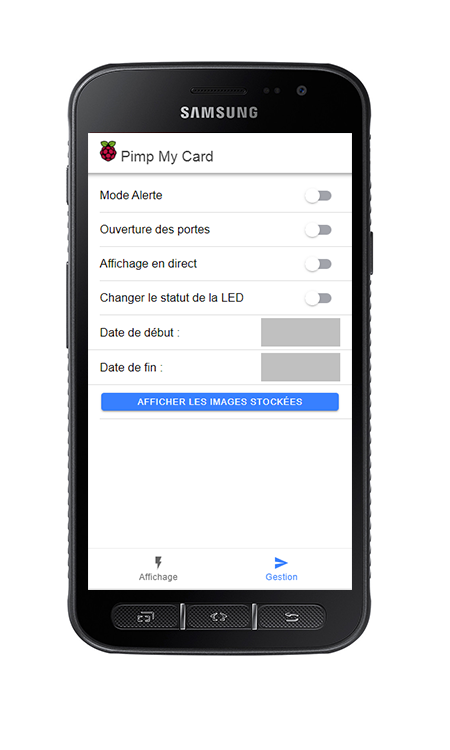 SAMSUNG
Pimp My Card
Mode Alerte
Ouverture des portes
Affichage en direct
Changer le statut de la LED
Date de début :
Date de fin :
AFFICHER LES IMAGES STOCKÉES
Affichage
Gestion